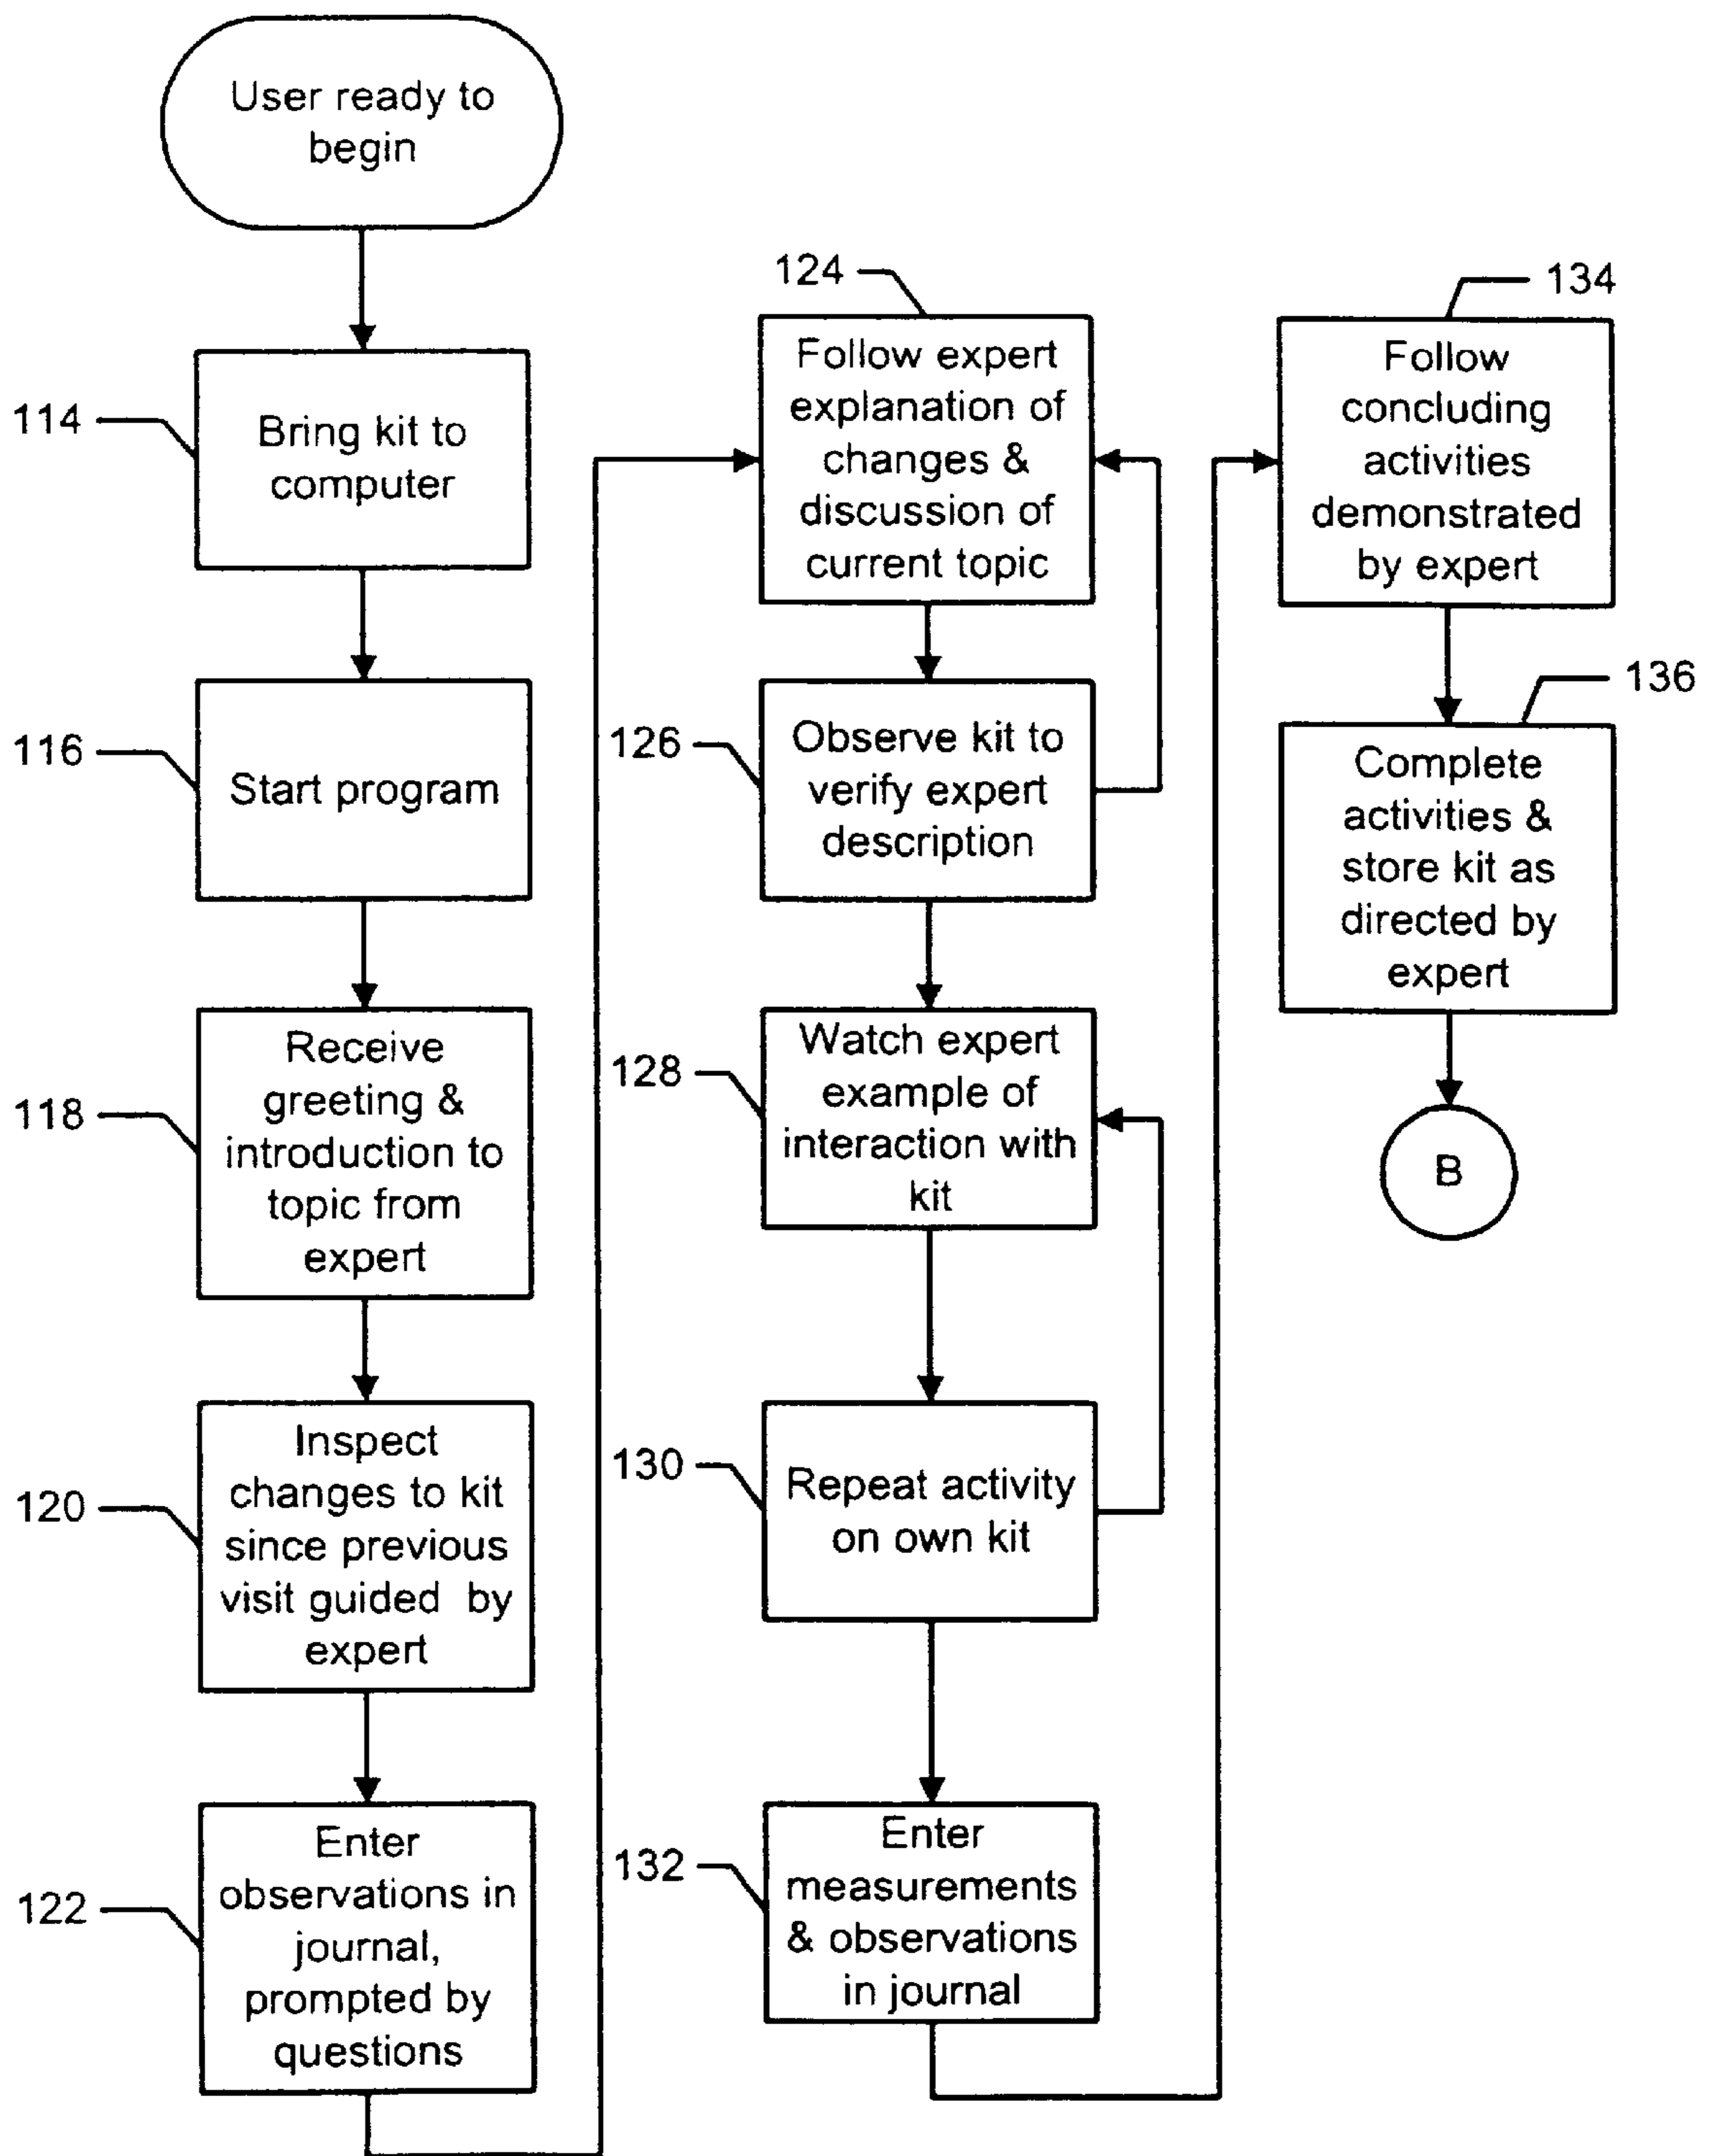 User ready to
begin
114
Bring kit to
computer
116
Start program
118
Receive
greeting &
introduction to
topic from
expert
120
Inspect
changes to kit
since previous
visit guided by
expert
122
Enter
observations in
journal,
prompted by
questions
124
Follow expert
explanation of
changes &
discussion of
current topic
126
Observe kit to
verify expert
description
128
Watch expert
example of
interaction with
kit
130
Repeat activity
on own kit
132
Enter
measurements
& observations
in journal
134
Follow
concluding
activities
demonstrated
by expert
136
Complete
activities &
store kit as
directed by
expert
B